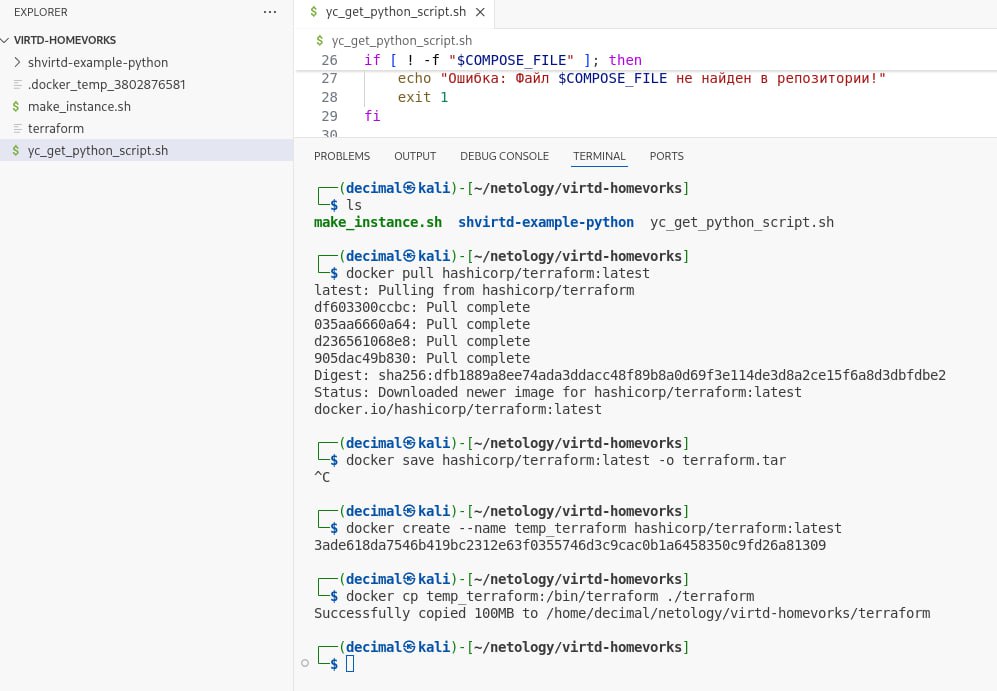 EXPLORER
VIRTD-HOMEVORKS
shvirtd-example-python
.docker_temp_3802876581
$ make_instance.sh
terraform
$ yc_get_python_script.sh
$ yc_get_python_script.sh
$ yc_get_python_script.sh
26 if [ ! -f "$COMPOSE_FILE" ]; then
27 echo "Ошибка: Файл $COMPOSE_FILE не найден в репозитории!"
28 exit 1
29 fi
30
PROBLEMS OUTPUT DEBUG CONSOLE TERMINAL PORTS
┌──(decimal㉿kali)-[~/netology/virtd-homeworks]
└─$ ls
make_instance.sh shvirtd-example-python yc_get_python_script.sh
┌──(decimal㉿kali)-[~/netology/virtd-homevorks]
└─$ docker pull hashicorp/terraform:latest
latest: Pulling from hashicorp/terraform
df603300ccbc: Pull complete
035aa6660a64: Pull complete
d236561068e8: Pull complete
905dac49b830: Pull complete
Digest: sha256:dfb1889a8ee74ada3ddacc48f89b8a0d69f3e114de3d8a2ce15f6a8d3dbfdbe2
Status: Downloaded newer image for hashicorp/terraform:latest
docker.io/hashicorp/terraform:latest
┌──(decimal㉿kali)-[~/netology/virtd-homevorks]
└─$ docker save hashicorp/terraform:latest -o terraform.tar
^C
┌──(decimal㉿kali)-[~/netology/virtd-homevorks]
└─$ docker create --name temp_terraform hashicorp/terraform:latest
3ade618da7546b419bc2312e63f0355746d3c9cac0b1a6458350c9fd26a81309
┌──(decimal㉿kali)-[~/netology/virtd-homevorks]
└─$ docker cp temp_terraform:/bin/terraform ./terraform
Successfully copied 100MB to /home/decimal/netology/virtd-homevorks/terraform
┌──(decimal㉿kali)-[~/netology/virtd-homevorks]
└─$